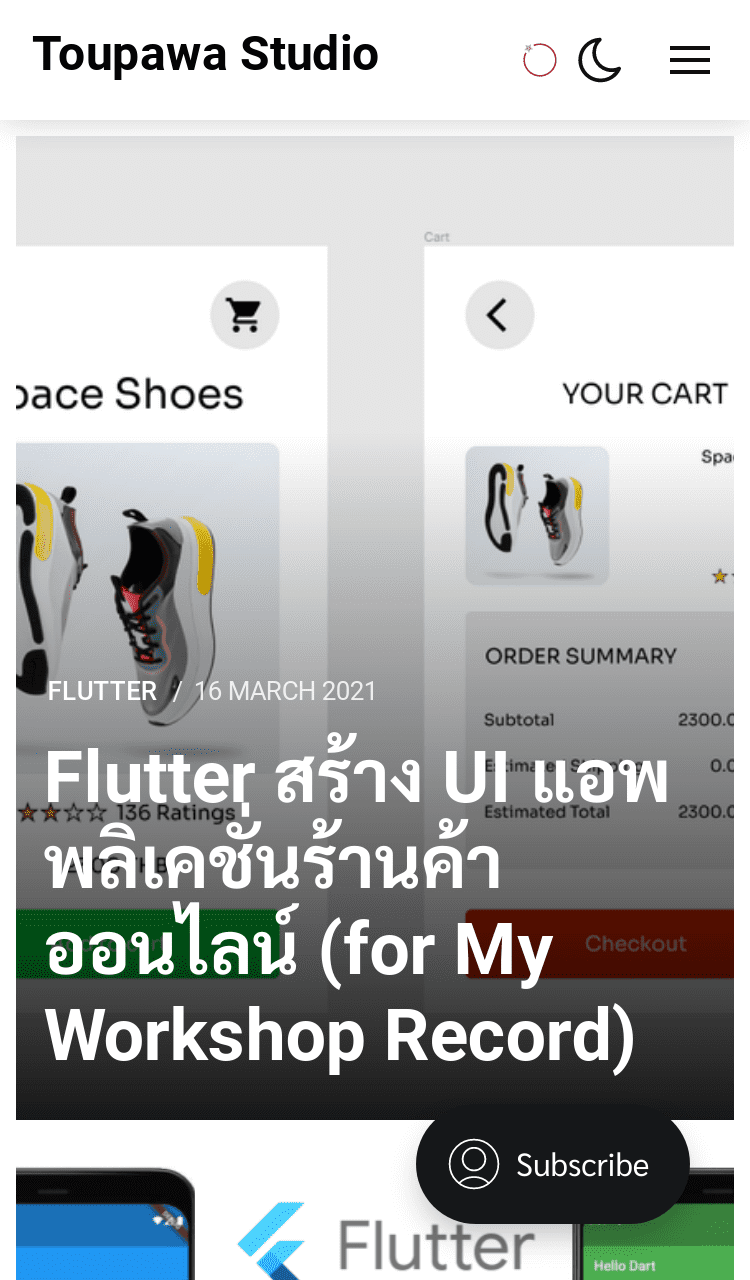 Toupawa Studio
Cart
pace Shoes
YOUR CART
Spa
ORDER SUMMARY
FLUTTER / 16 MARCH 2021
Subtotal 2300.0
Estimated Shipping 0.0
Flutter สร้าง UI แอพ
136 Ratings
Estimated Total 2300.0
พลิเคชั่นร้านค้า
ออนไลน์ (for My
Checkout
Workshop Record)
Subscribe
Flutter
Hello Dart